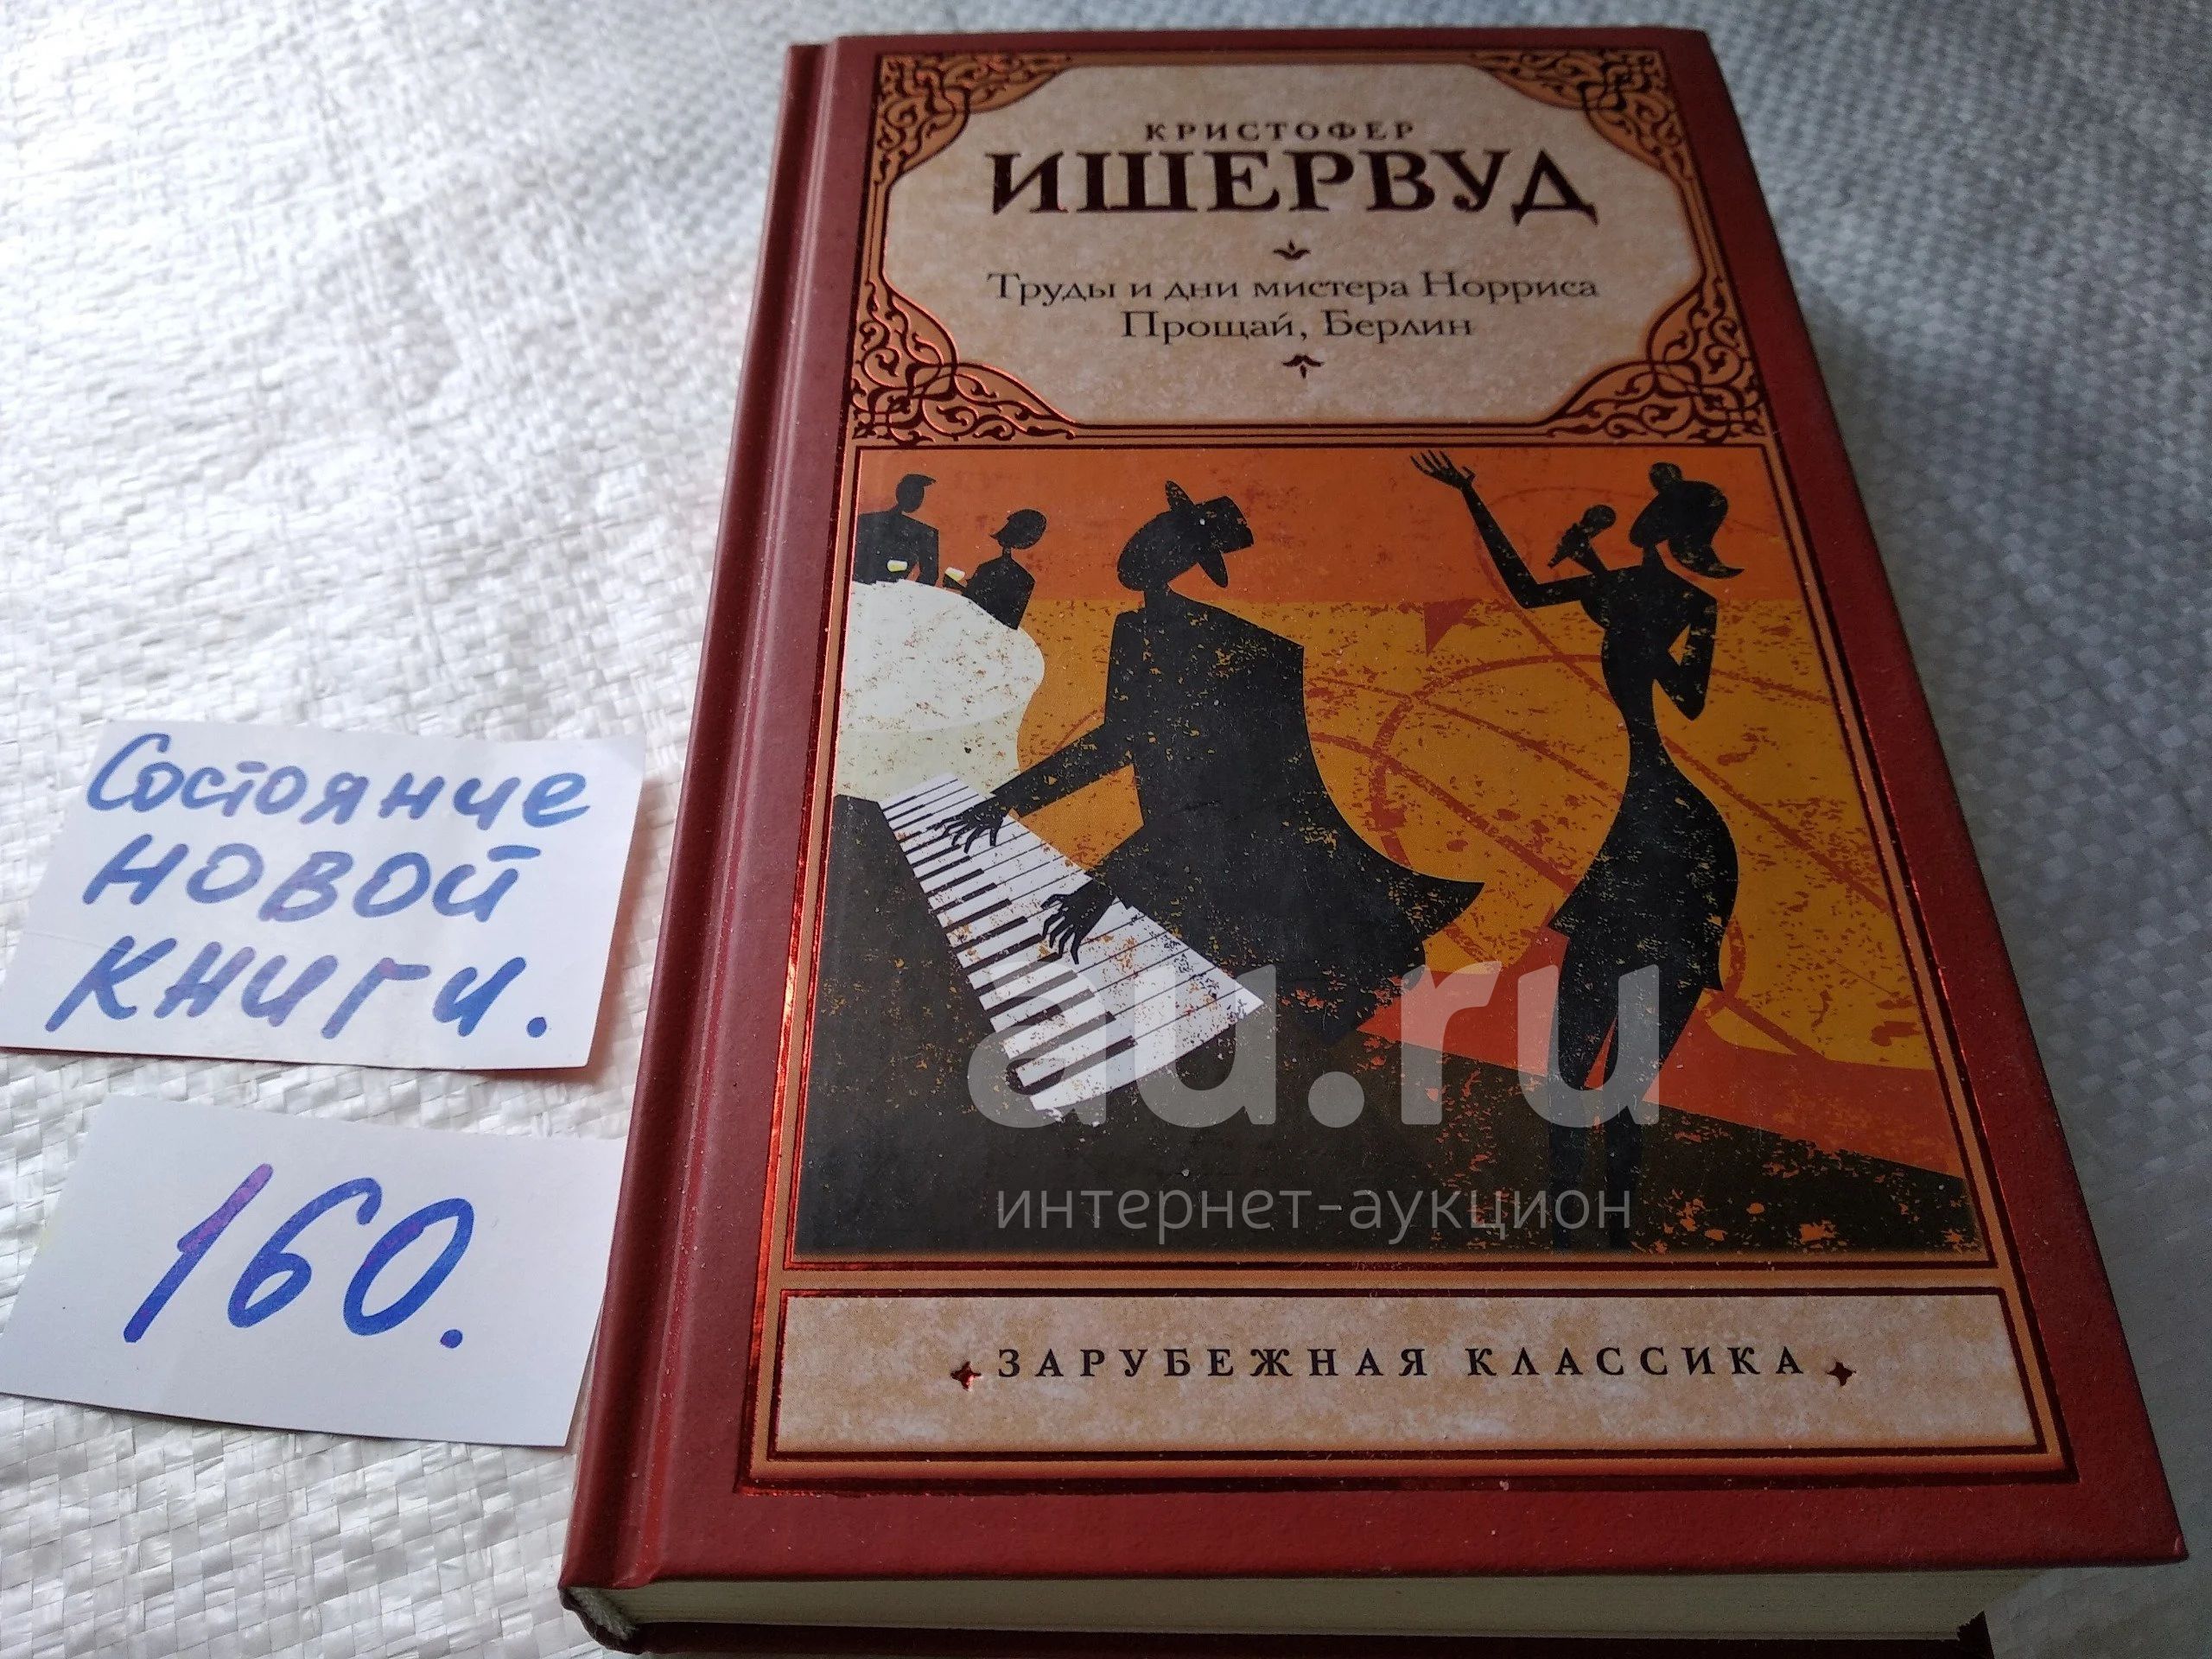 КРИСТОФЕР
ИШЕРВУД
Труды и дни мистера Норриса
Прощай, Берлин
Состояние
новой
книги.
160.
au.ru
интернет-аукцион
ЗАРУБЕЖНАЯ КЛАССИКА